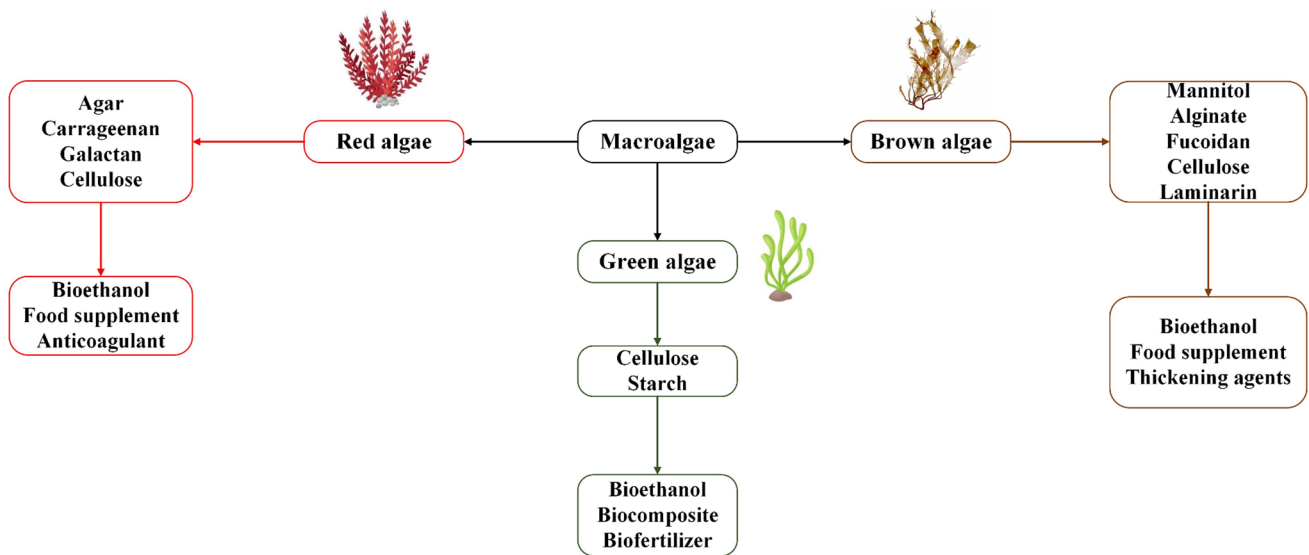 Macroalgae
Red algae
Agar
Carrageenan
Galactan
Cellulose
Bioethanol
Food supplement
Anticoagulant
Green algae
Cellulose
Starch
Bioethanol
Biocomposite
Biofertilizer
Brown algae
Mannitol
Alginate
Fucoidan
Cellulose
Laminarin
Bioethanol
Food supplement
Thickening agents